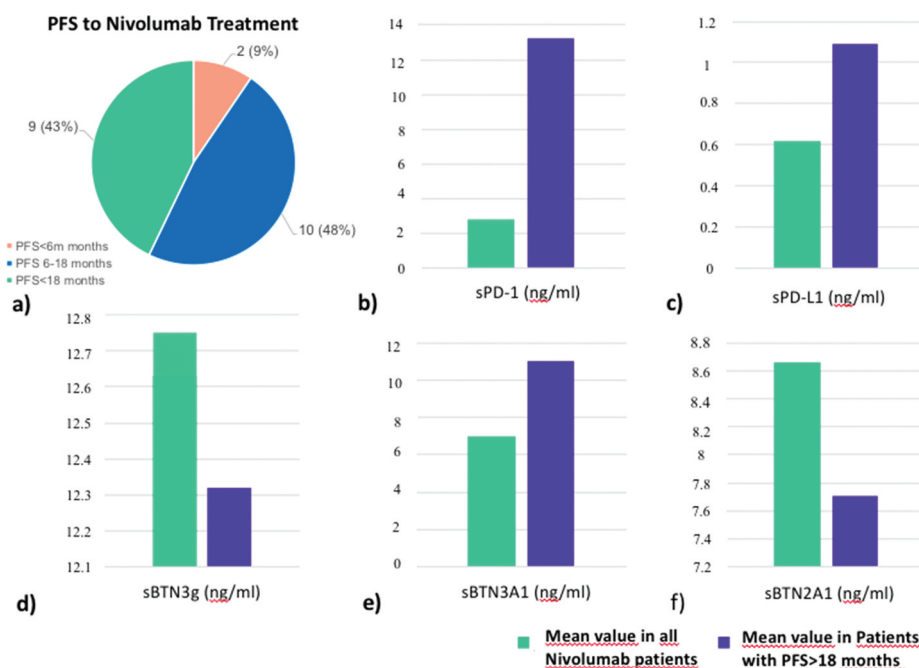 PFS to Nivolumab Treatment
2 (9%)
9 (43%)
10 (48%)
PFS<6m months
PFS 6-18 months
PFS<18 months
a)
14
12
10
8
6
4
2
0
sPD-1 (ng/ml)
b)
1.2
1
0.8
0.6
0.4
0.2
0
sPD-L1 (ng/ml)
c)
12.8
12.7
12.6
12.5
12.4
12.3
12.2
12.1
sBTN3g (ng/ml)
d)
12
10
8
6
4
2
0
sBTN3A1 (ng/ml)
e)
8.8
8.6
8.4
8.2
8
7.8
7.6
7.4
7.2
sBTN2A1 (ng/ml)
f)
Mean value in all
Nivolumab patients
Mean value in Patients
with PFS>18 months